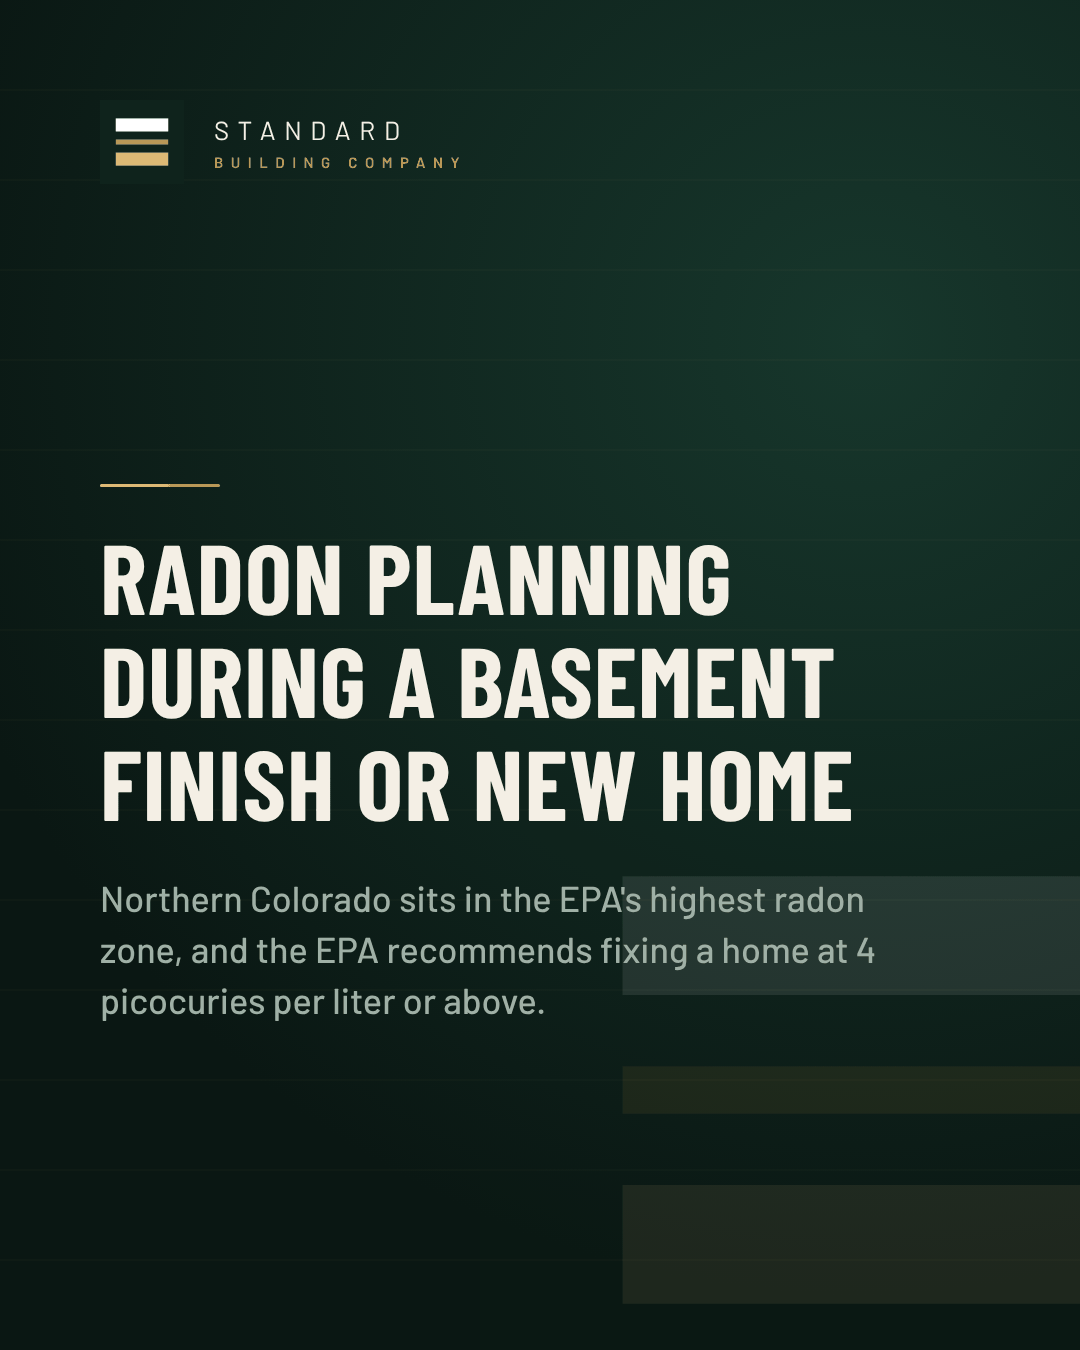 STANDARD
BUILDING COMPANY
RADON PLANNING
DURING A BASEMENT
FINISH OR NEW HOME
Northern Colorado sits in the EPA's highest radon
zone, and the EPA recommends fixing a home at 4
picocuries per liter or above.